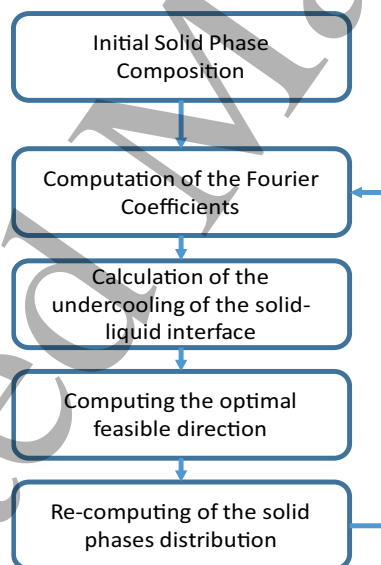 Initial Solid Phase
Composition
Computation of the Fourier
Coefficients
Calculation of the
undercooling of the solid-
liquid interface
Computing the optimal
feasible direction
Re-computing of the solid
phases distribution